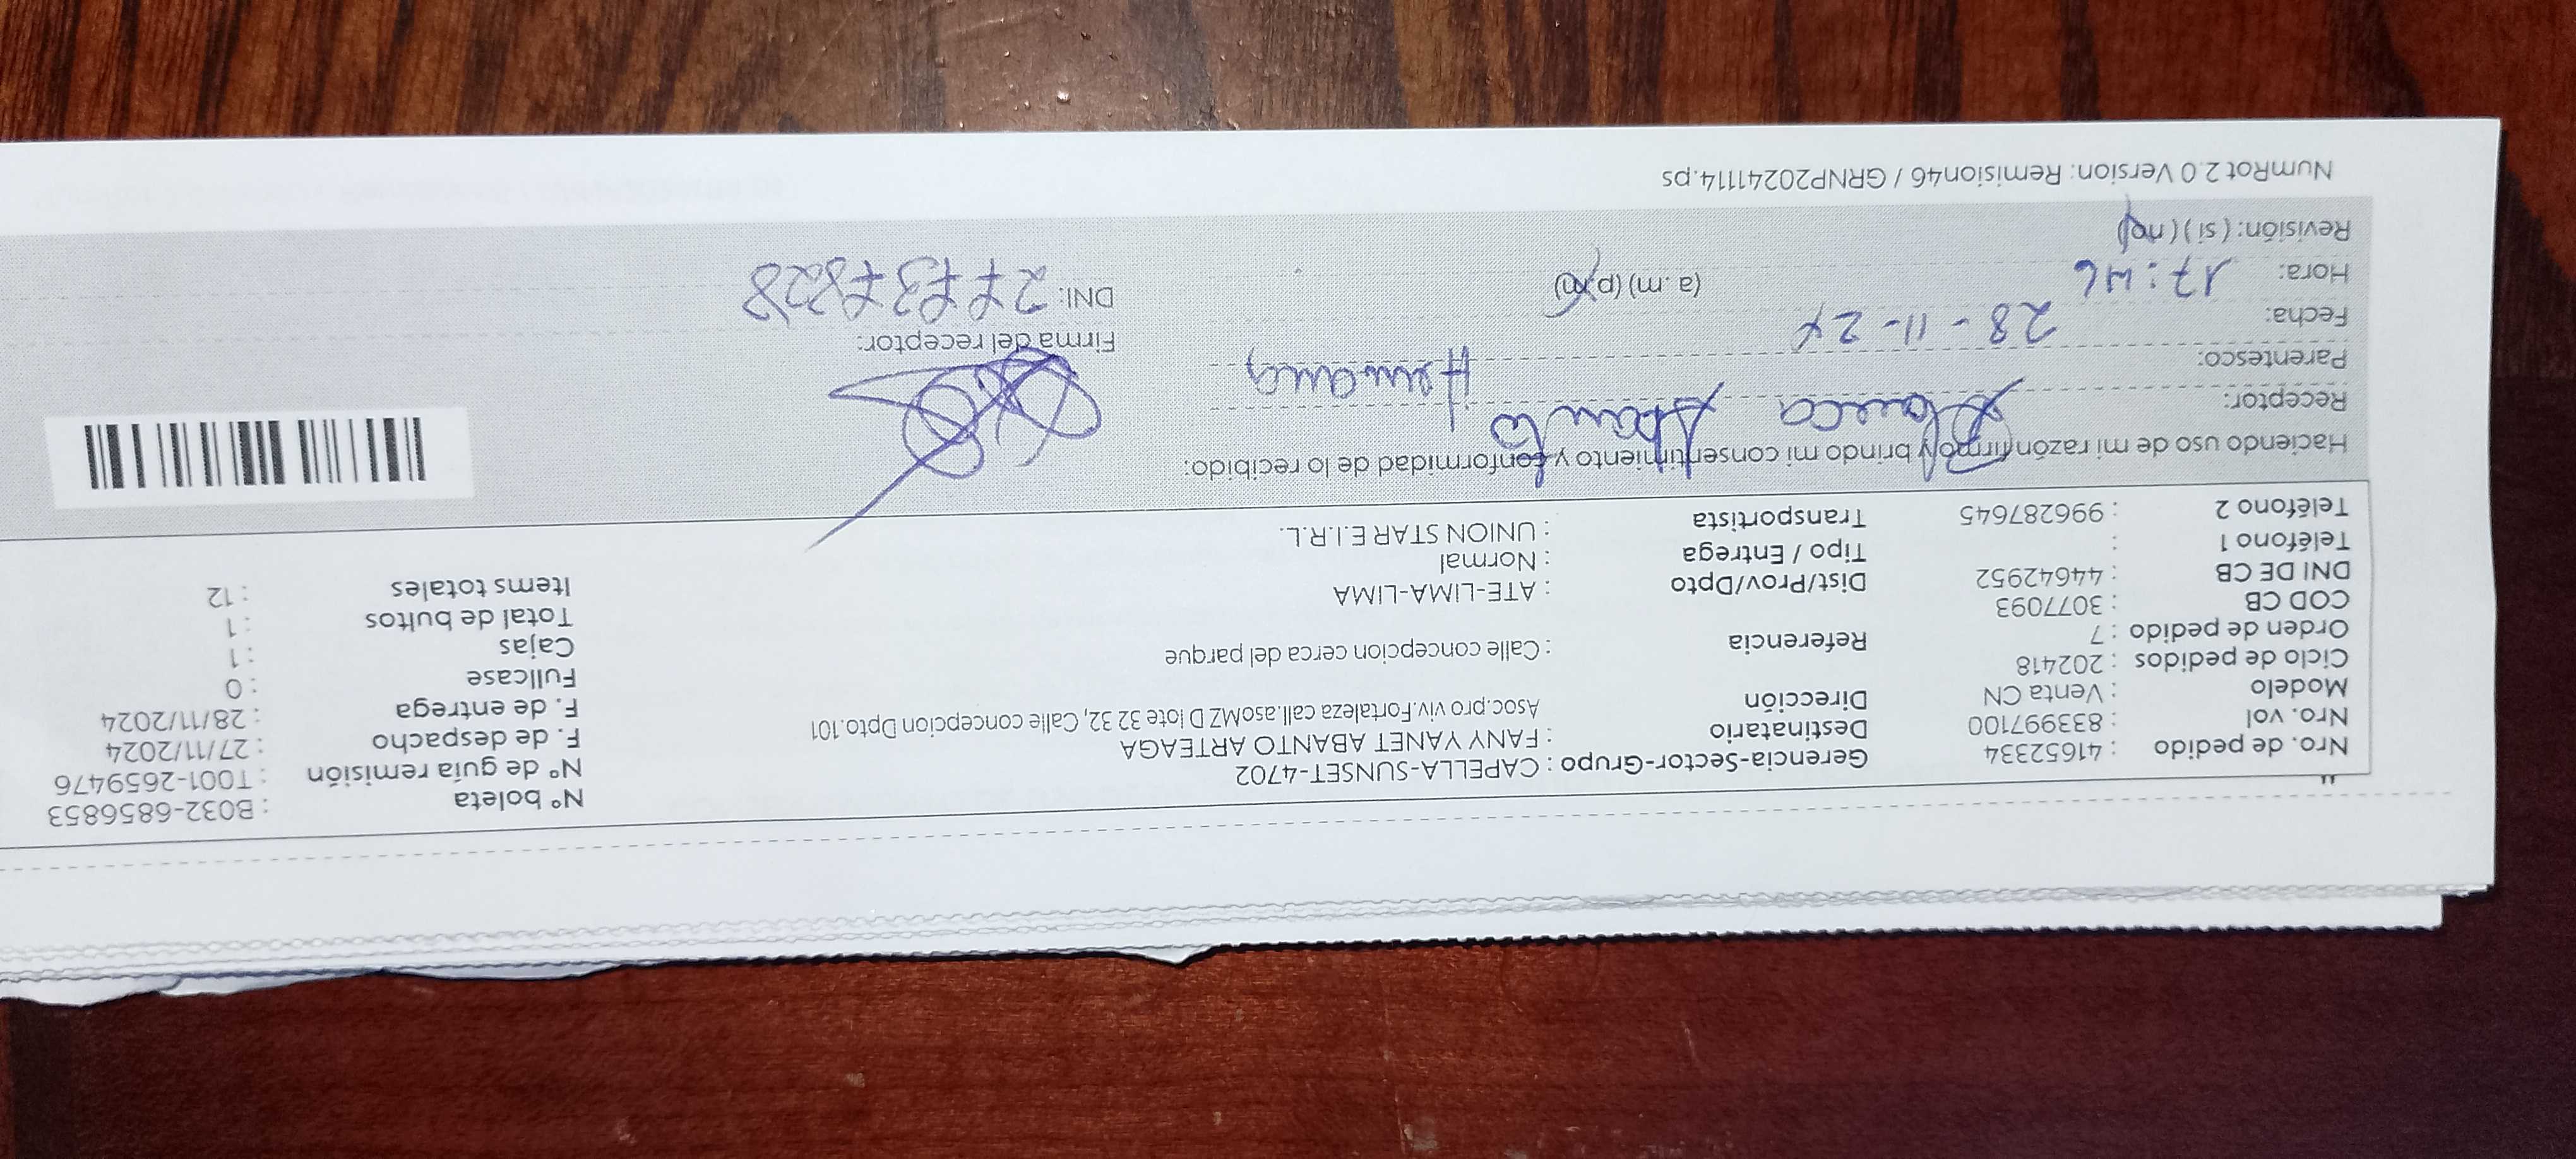 Nro. de pedido : 41652334 Gerencia-Sector-Grupo : CAPELLA-SUNSET-4702 N° boleta : B032-6856853
Nro. vol : 833997100 Destinatario : FANY YANET ABANTO ARTEAGA N° de guía remisión : T001-2659476
Modelo : Venta CN Dirección Asoc.pro viv.Fortaleza call.asoMZ D lote 32 32, Calle concepcion Dpto.101 F. de despacho : 27/11/2024
Ciclo de pedidos : 202418 F. de entrega : 28/11/2024
Orden de pedido : 7 Referencia : Calle concepcion cerca del parque Fullcase : 0
COD CB : 3077093 Cajas : 1
DNI DE CB : 44642952 Dist/Prov/Dpto : ATE-LIMA-LIMA Total de bultos : 1
Teléfono 1 : Tipo / Entrega : Normal Items totales : 12
Teléfono 2 : 996287645 Transportista : UNION STAR E.I.R.L.
Haciendo uso de mi razón firmo y brindo mi consentimiento y conformidad de lo recibido:
Receptor: Abanto
Parentesco: Hermana Firma del receptor:
Fecha: 28-11-24 DNI:
Hora: 17:46 (a.m) (p.m)
Revisión: (si) (no)
NumRot 2.0 Version: Remision46 / GRNP20241114.ps